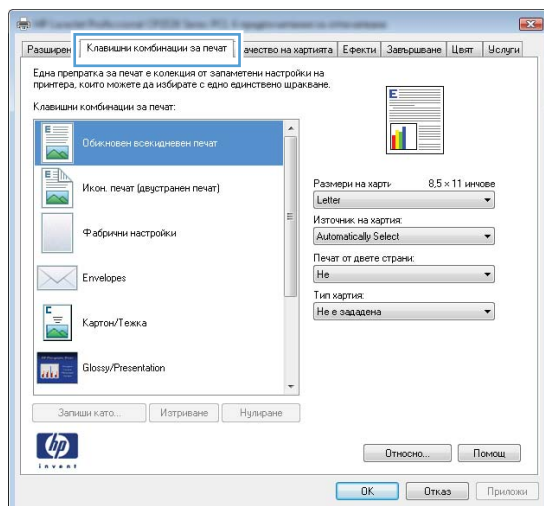 Разширен
Клавишни комбинации за печат
ачество на хартията
Ефекти
Завършване
Цвят
Услуги
Една препратка за печат е колекция от запаметени настройки на
принтера, които можете да избирате с едно единствено щракване.
Клавишни комбинации за печат:
Обикновен всекидневен печат
Икон. печат (двустранен печат)
Фабрични настройки
Envelopes
Картон/Тежка
Glossy/Presentation
Размери на харти 8,5 × 11 инчове
Letter
Източник на хартия:
Automatically Select
Печат от двете страни:
Не
Тип хартия:
Не е зададена
Запиши като...
Изтриване
Нулиране
hp
invent
Относно...
Помощ
OK
Отказ
Приложи